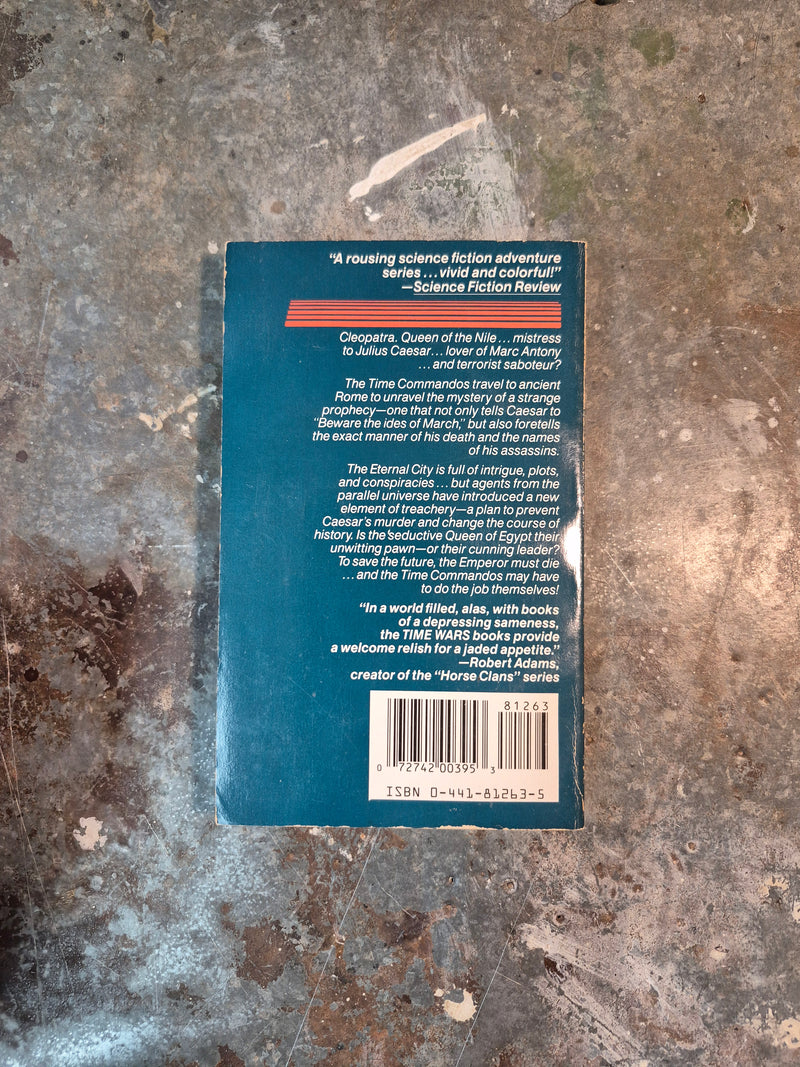 “A rousing science fiction adventure
series...vivid and colorful!”
—Science Fiction Review
Cleopatra. Queen of the Nile...mistress
to Julius Caesar...lover of Marc Antony
...and terrorist saboteur?
The Time Commandos travel to ancient
Rome to unravel the mystery of a strange
prophecy—one that not only tells Caesar to
“Beware the ides of March,” but also foretells
the exact manner of his death and the names
of his assassins.
The Eternal City is full of intrigue, plots,
and conspiracies...but agents from the
parallel universe have introduced a new
element of treachery—a plan to prevent
Caesar's murder and change the course of
history. Is the seductive Queen of Egypt their
unwitting pawn—or their cunning leader?
To save the future, the Emperor must die
...and the Time Commandos may have
to do the job themselves!
“In a world filled, alas, with books
of a depressing sameness,
the TIME WARS books provide
a welcome relish for a jaded appetite.”
—Robert Adams,
creator of the “Horse Clans” series
81263
0 72742 00395 3
ISBN 0-441-81263-5